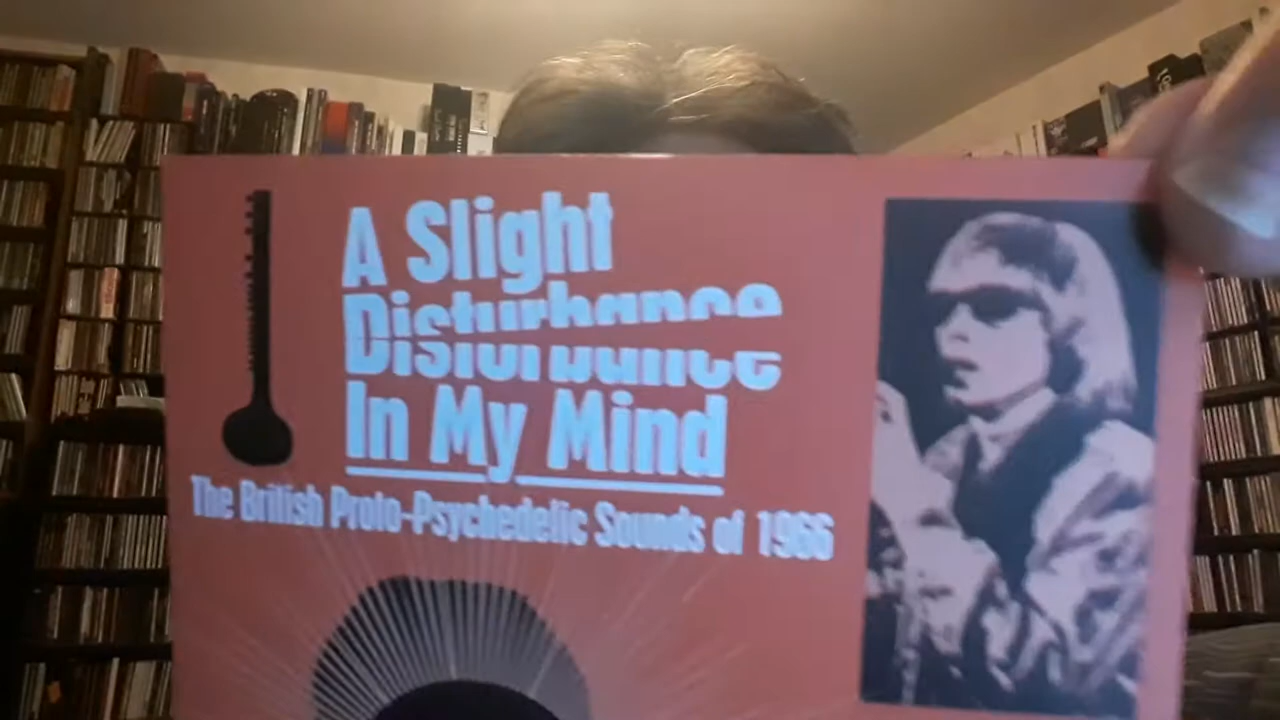 A Slight
Disturbance
In My Mind
The British Proto-Psychedelic Sounds of 1966